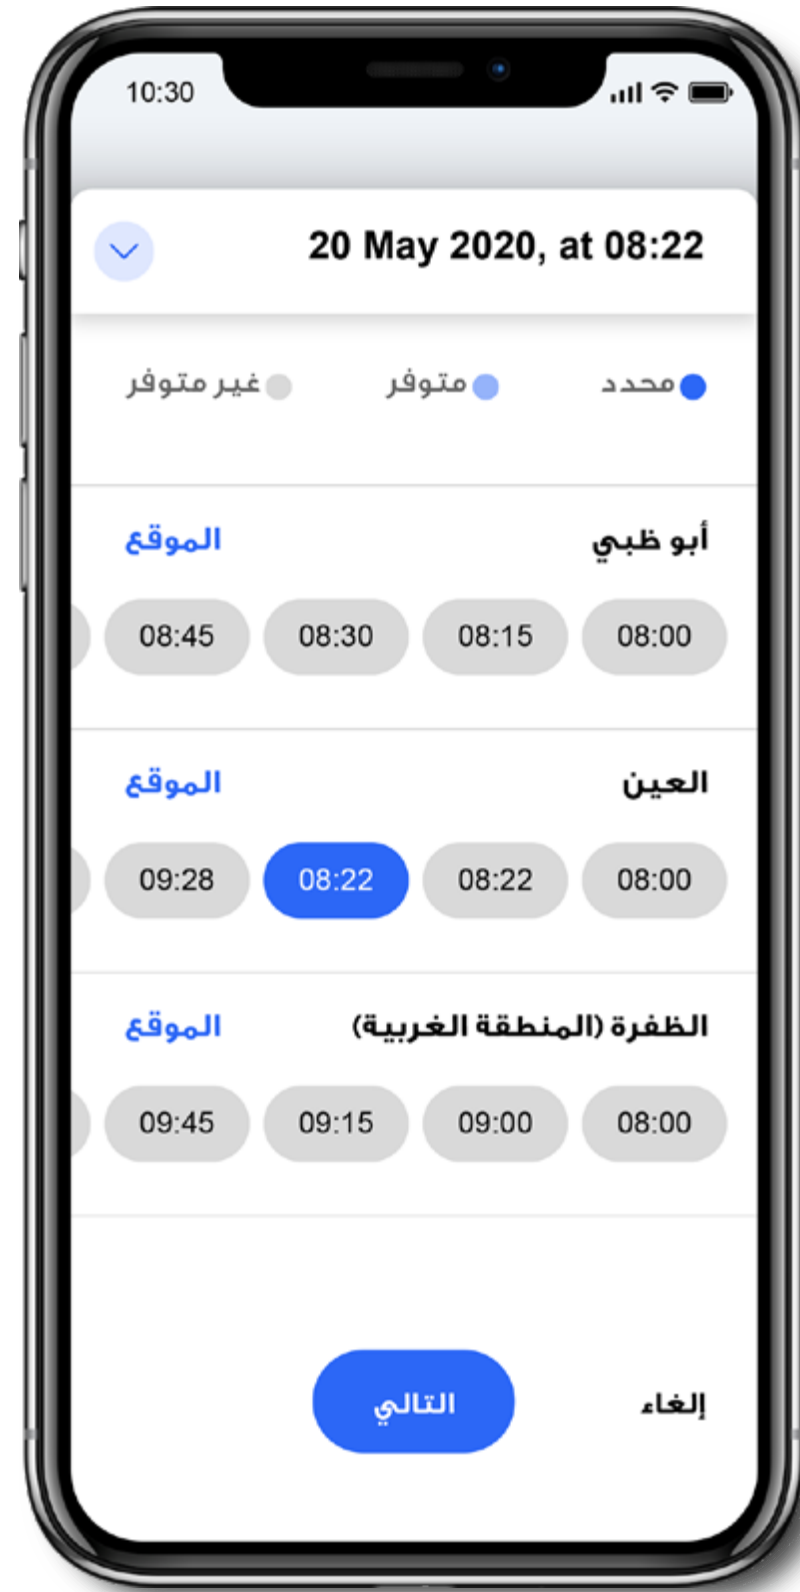 10:30
20 May 2020, at 08:22
محدد متوفر غير متوفر
أبو ظبي الموقع
08:00 08:15 08:30 08:45
العين الموقع
08:00 08:22 08:22 09:28
الظفرة (المنطقة الغربية) الموقع
08:00 09:00 09:15 09:45
إلغاء التالي